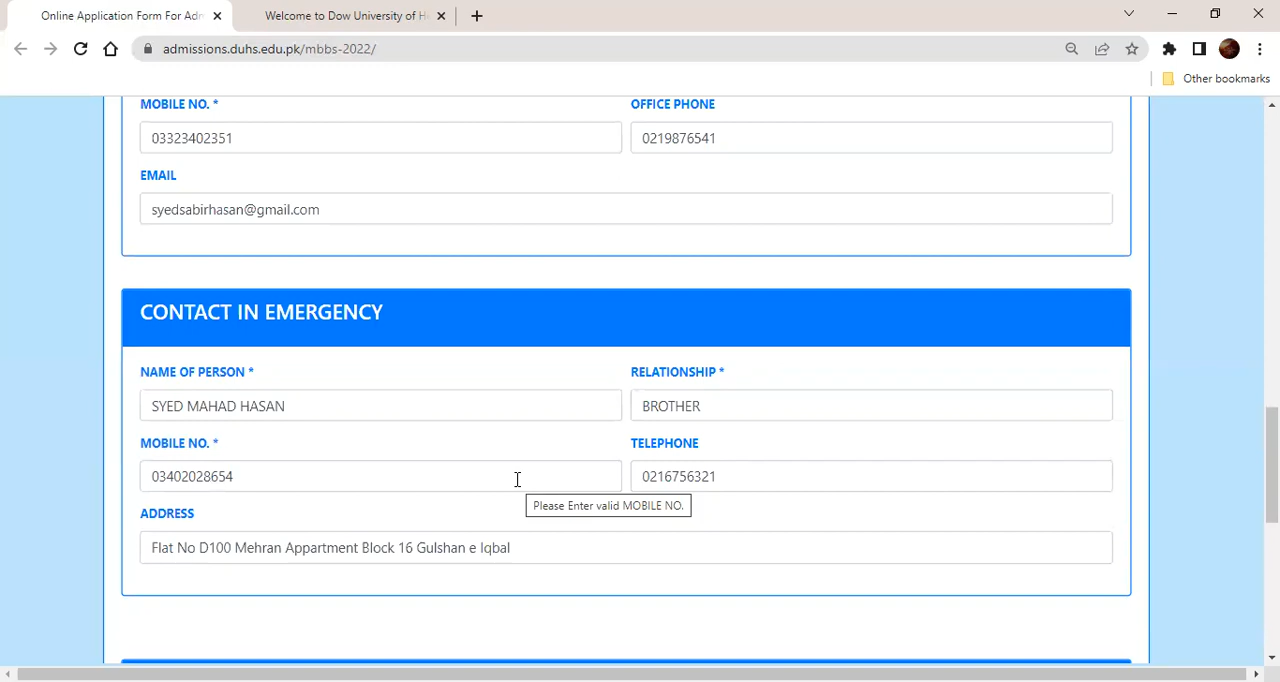 Online Application Form For Adm
Welcome to Dow University of He
admissions.duhs.edu.pk/mbbs-2022/
Other bookmarks
MOBILE NO. *
OFFICE PHONE
03323402351
0219876541
EMAIL
syedsabirhasan@gmail.com
CONTACT IN EMERGENCY
NAME OF PERSON *
RELATIONSHIP *
SYED MAHAD HASAN
BROTHER
MOBILE NO. *
TELEPHONE
03402028654
0216756321
Please Enter valid MOBILE NO.
ADDRESS
Flat No D100 Mehran Appartment Block 16 Gulshan e Iqbal